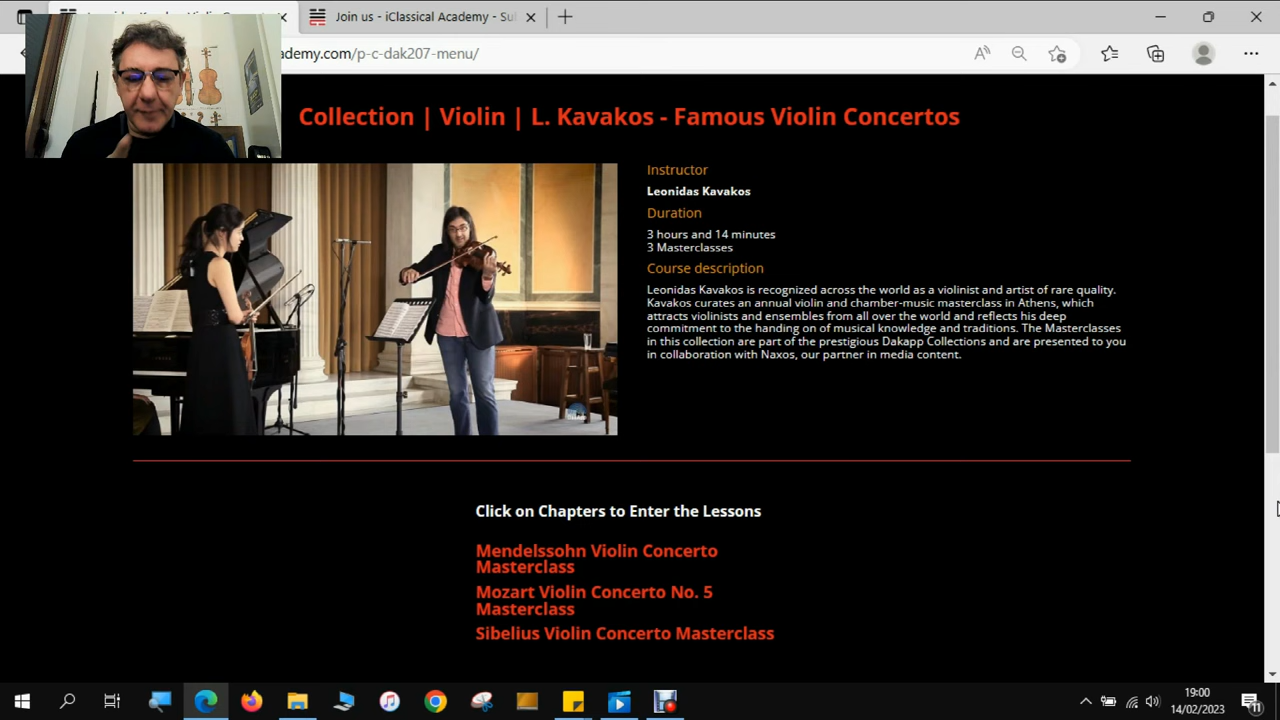 Join us - iClassical Academy - Su
ademy.com/p-c-dak207-menu/
Collection | Violin | L. Kavakos - Famous Violin Concertos
Instructor
Leonidas Kavakos
Duration
3 hours and 14 minutes
3 Masterclasses
Course description
Leonidas Kavakos is recognized across the world as a violinist and artist of rare quality.
Kavakos curates an annual violin and chamber-music masterclass in Athens, which
attracts violinists and ensembles from all over the world and reflects his deep
commitment to the handing on of musical knowledge and traditions. The Masterclasses
in this collection are part of the prestigious Dakapp Collections and are presented to you
in collaboration with Naxos, our partner in media content.
Click on Chapters to Enter the Lessons
Mendelssohn Violin Concerto
Masterclass
Mozart Violin Concerto No. 5
Masterclass
Sibelius Violin Concerto Masterclass
19:00
14/02/2023
11